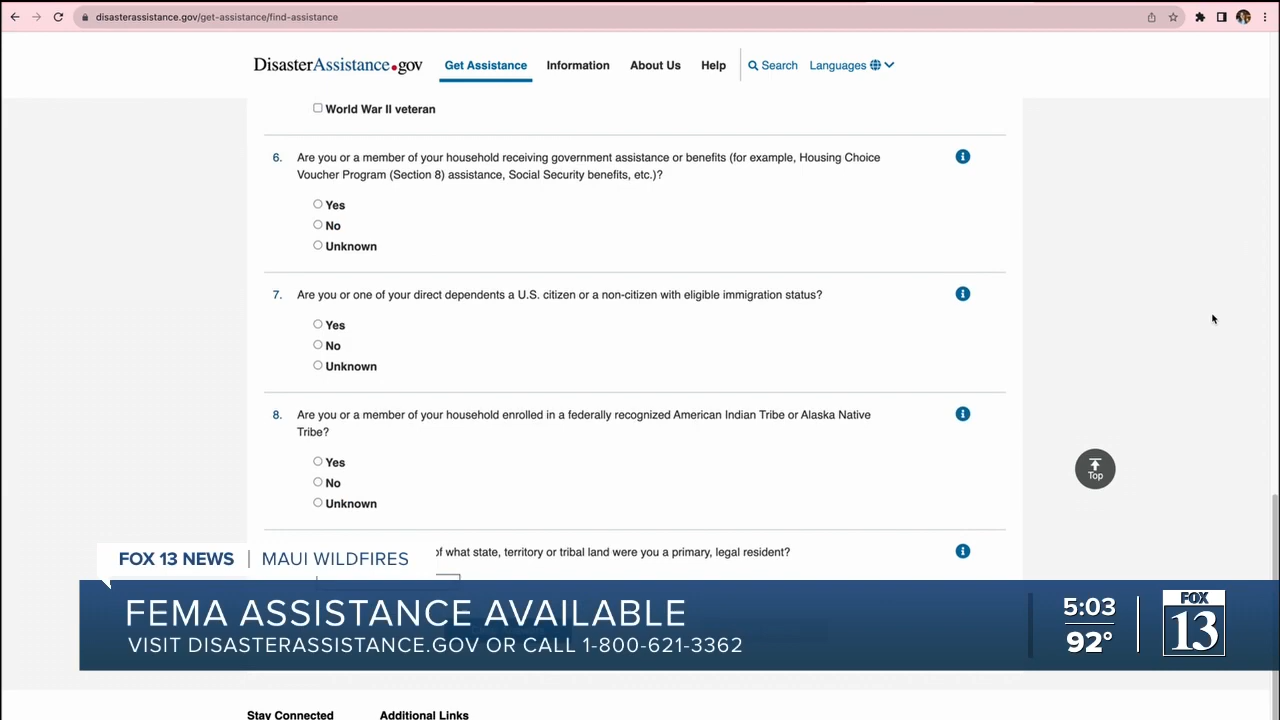 disasterassistance.gov/get-assistance/find-assistance
DisasterAssistance.gov
Get Assistance
Information
About Us
Help
Search
Languages
World War II veteran
6. Are you or a member of your household receiving government assistance or benefits (for example, Housing Choice
Voucher Program (Section 8) assistance, Social Security benefits, etc.)?
Yes
No
Unknown
7. Are you or one of your direct dependents a U.S. citizen or a non-citizen with eligible immigration status?
Yes
No
Unknown
8. Are you or a member of your household enrolled in a federally recognized American Indian Tribe or Alaska Native
Tribe?
Yes
No
Unknown
Top
of what state, territory or tribal land were you a primary, legal resident?
FOX 13 NEWS | MAUI WILDFIRES
FEMA ASSISTANCE AVAILABLE
VISIT DISASTERASSISTANCE.GOV OR CALL 1-800-621-3362
5:03
92°
FOX
13
Stay Connected
Additional Links